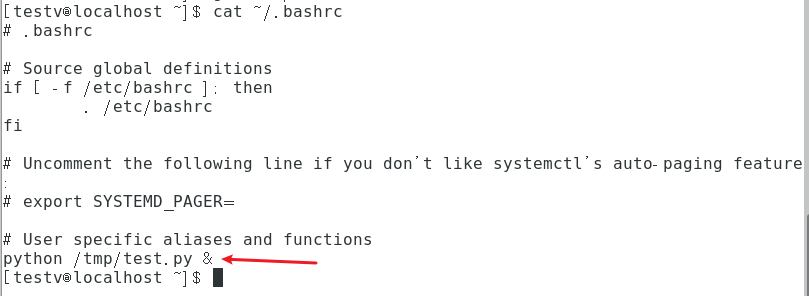 [testv@localhost ~]$ cat ~/.bashrc
# .bashrc
# Source global definitions
if [ -f /etc/bashrc ]; then
. /etc/bashrc
fi
# Uncomment the following line if you don't like systemctl's auto-paging feature
:
# export SYSTEMD_PAGER=
# User specific aliases and functions
python /tmp/test.py &
[testv@localhost ~]$